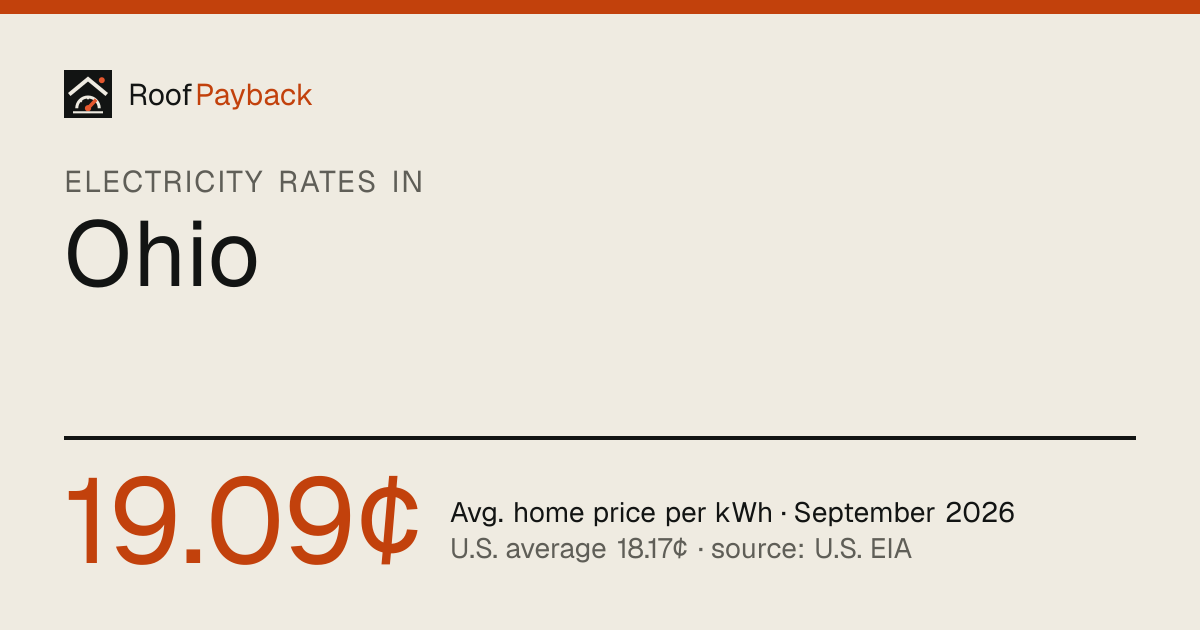 RoofPayback
ELECTRICITY RATES IN
Ohio
19.09¢
Avg. home price per kWh · September 2026
U.S. average 18.17¢ · source: U.S. EIA